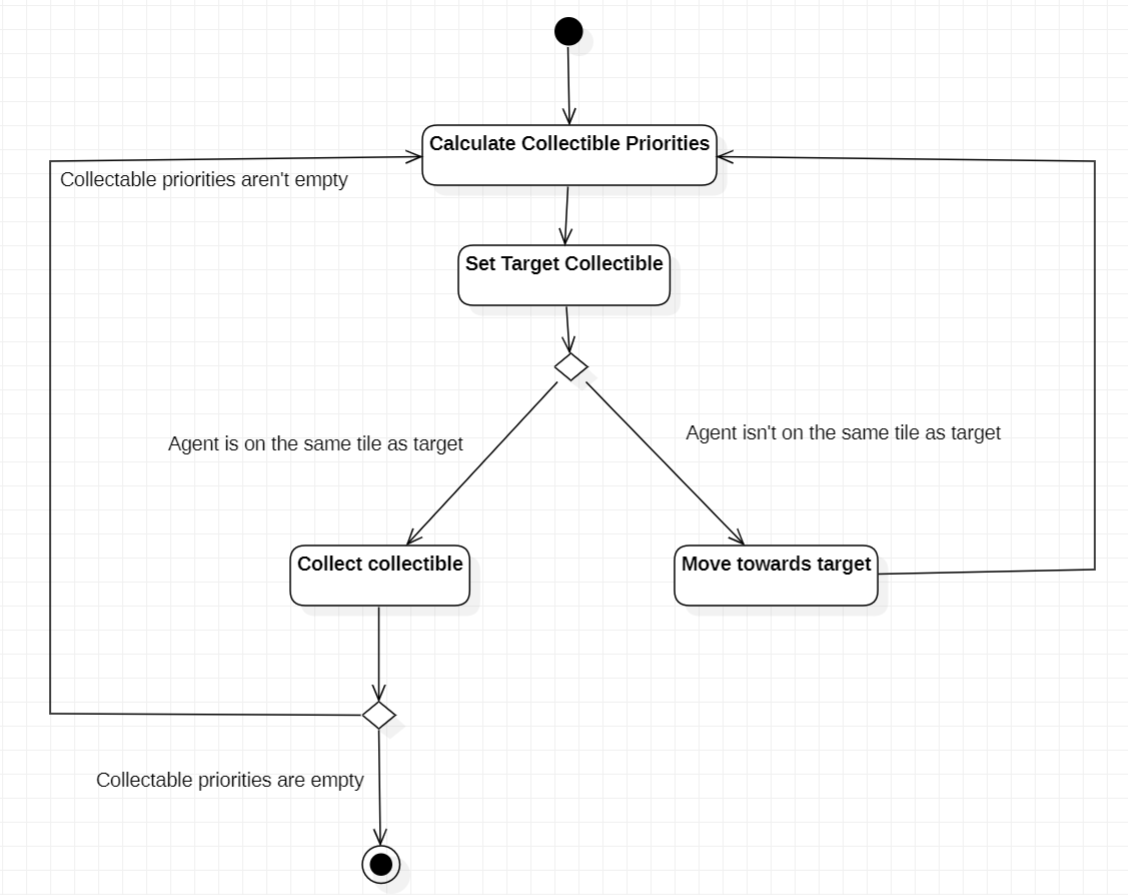 Calculate Collectible Priorities
Collectable priorities aren't empty
Set Target Collectible
Agent is on the same tile as target
Agent isn't on the same tile as target
Collect collectible
Move towards target
Collectable priorities are empty